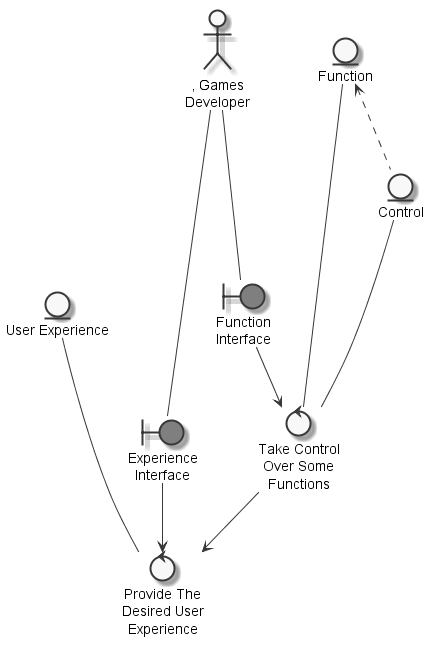 , Games
Developer
Function
Control
User Experience
Function
Interface
Experience
Interface
Take Control
Over Some
Functions
Provide The
Desired User
Experience